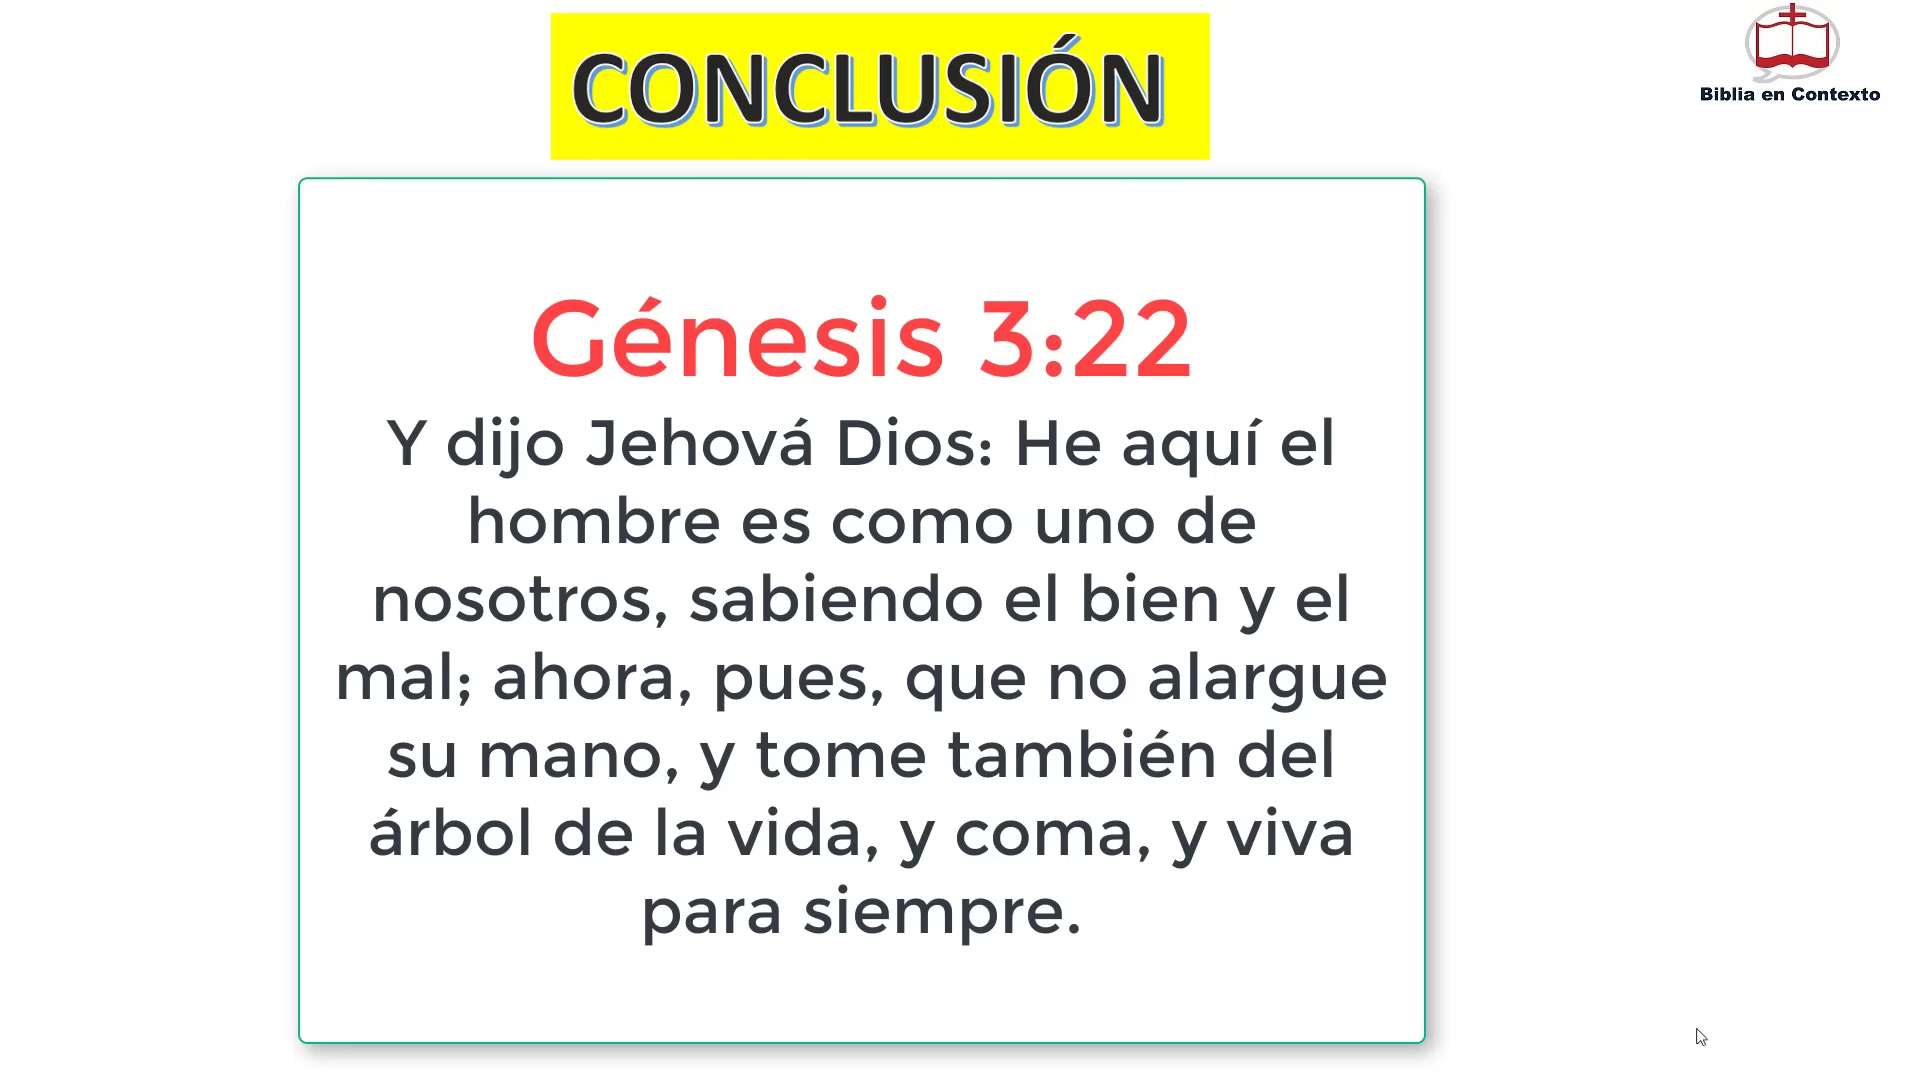 CONCLUSIÓN
Biblia en Contexto
Génesis 3:22
Y dijo Jehová Dios: He aquí el
hombre es como uno de
nosotros, sabiendo el bien y el
mal; ahora, pues, que no alargue
su mano, y tome también del
árbol de la vida, y coma, y viva
para siempre.